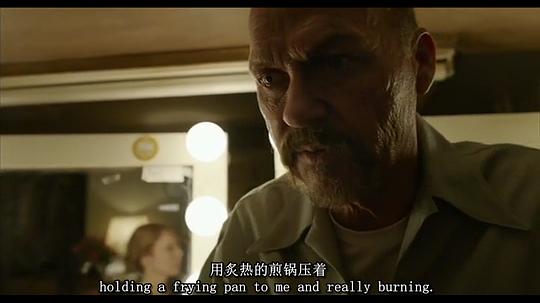 用炙热的煎锅压着
holding a frying pan to me and really burning.